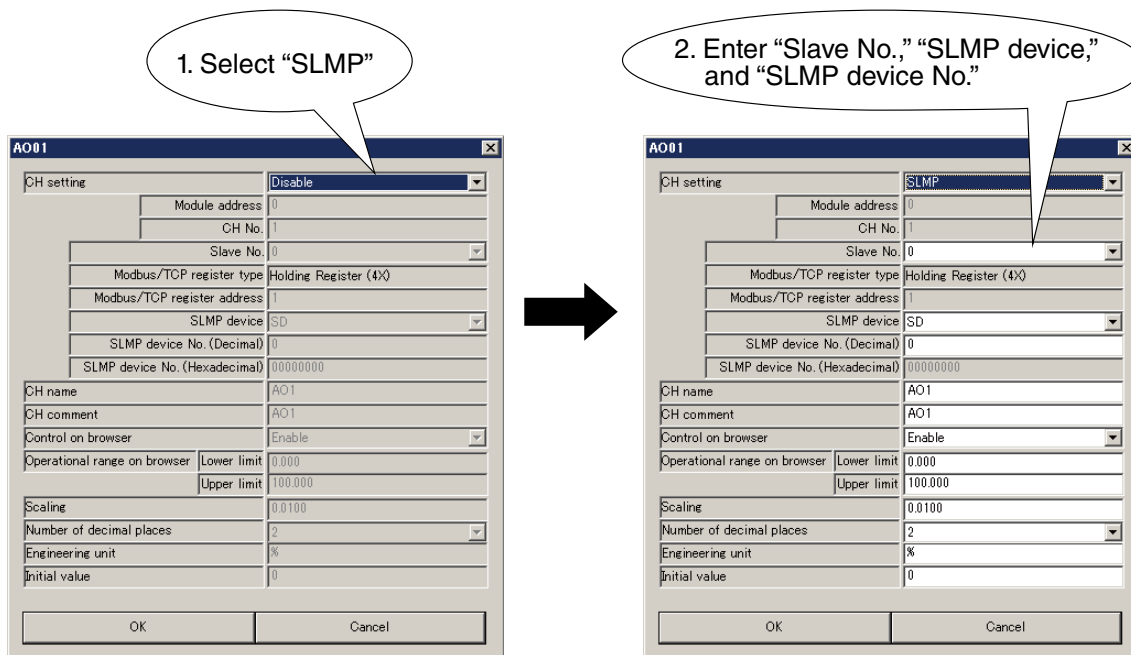 1. Select “SLMP”
2. Enter “Slave No.,” “SLMP device,”
and “SLMP device No.”
AO01
CH setting Disable
Module address 0
CH No. 1
Slave No. 0
Modbus/TCP register type Holding Register (4X)
Modbus/TCP register address 1
SLMP device SD
SLMP device No. (Decimal) 0
SLMP device No. (Hexadecimal) 00000000
CH name AO1
CH comment AO1
Control on browser Enable
Operational range on browser Lower limit 0.000
Upper limit 100.000
Scaling 0.0100
Number of decimal places 2
Engineering unit %
Initial value 0
OK Cancel
AO01
CH setting SLMP
Module address 0
CH No. 1
Slave No. 0
Modbus/TCP register type Holding Register (4X)
Modbus/TCP register address 1
SLMP device SD
SLMP device No. (Decimal) 0
SLMP device No. (Hexadecimal) 00000000
CH name AO1
CH comment AO1
Control on browser Enable
Operational range on browser Lower limit 0.000
Upper limit 100.000
Scaling 0.0100
Number of decimal places 2
Engineering unit %
Initial value 0
OK Cancel